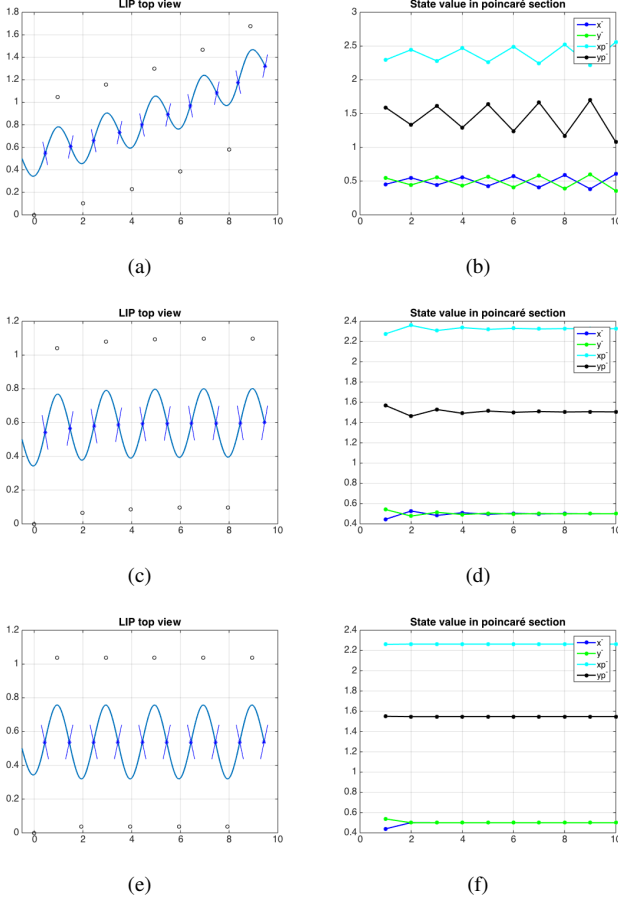 LIP top view
1.8
1.6
1.4
1.2
1
0.8
0.6
0.4
0.2
0
0 2 4 6 8 10
(a)
State value in poincaré section
3
2.5
2
1.5
1
0.5
0
0 2 4 6 8 10
x-
y-
xp-
yp-
(b)
LIP top view
1.2
1
0.8
0.6
0.4
0.2
0
0 2 4 6 8 10
(c)
State value in poincaré section
2.4
2.2
2
1.8
1.6
1.4
1.2
1
0.8
0.6
0.4
0 2 4 6 8 10
x-
y-
xp-
yp-
(d)
LIP top view
1.2
1
0.8
0.6
0.4
0.2
0
0 2 4 6 8 10
(e)
State value in poincaré section
2.4
2.2
2
1.8
1.6
1.4
1.2
1
0.8
0.6
0.4
0 2 4 6 8 10
x-
y-
xp-
yp-
(f)